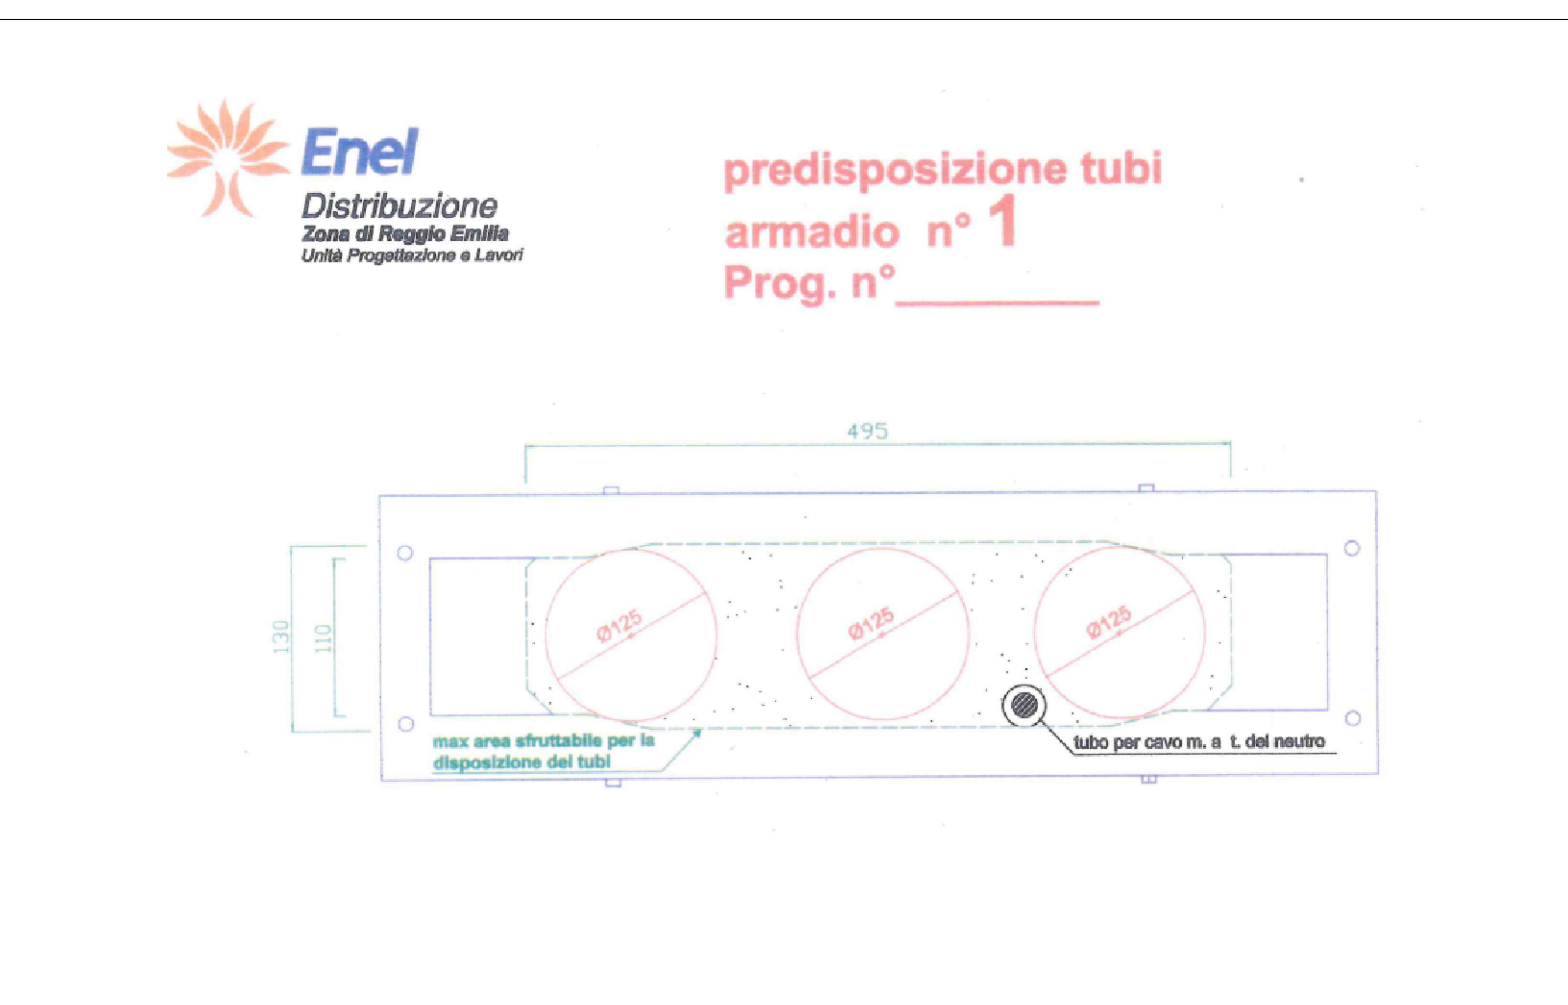 Enel
Distribuzione
Zona di Reggio Emilia
Unità Progettazione e Lavori
predisposizione tubi
armadio n° 1
Prog. n°__________
495
130
110
Ø125
Ø125
Ø125
max area sfruttabile per la
disposizione dei tubi
tubo per cavo m. a t. del neutro